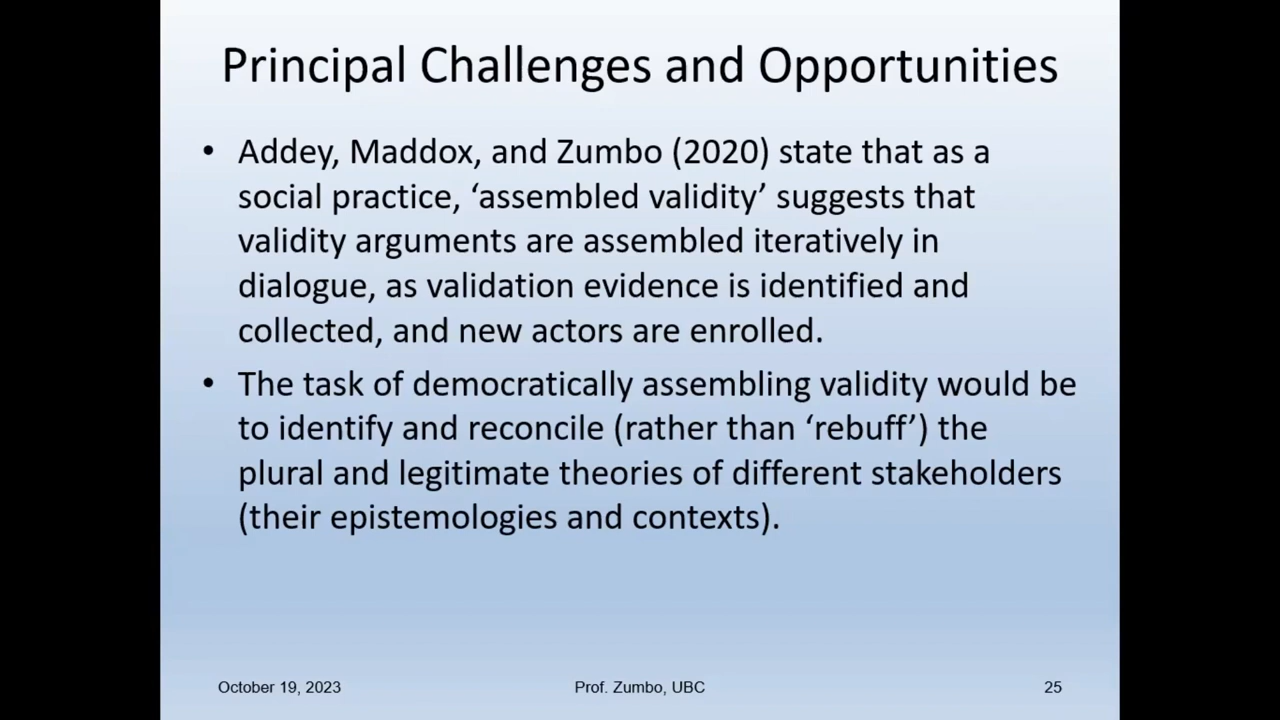 Principal Challenges and Opportunities
• Addey, Maddox, and Zumbo (2020) state that as a
social practice, ‘assembled validity’ suggests that
validity arguments are assembled iteratively in
dialogue, as validation evidence is identified and
collected, and new actors are enrolled.
• The task of democratically assembling validity would be
to identify and reconcile (rather than ‘rebuff’) the
plural and legitimate theories of different stakeholders
(their epistemologies and contexts).
October 19, 2023
Prof. Zumbo, UBC
25